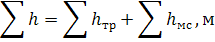 ∑h = ∑h_тр + ∑h_мс, м